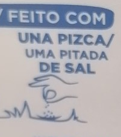 / FEITO COM
UNA PIZCA/
UMA PITADA
DE SAL